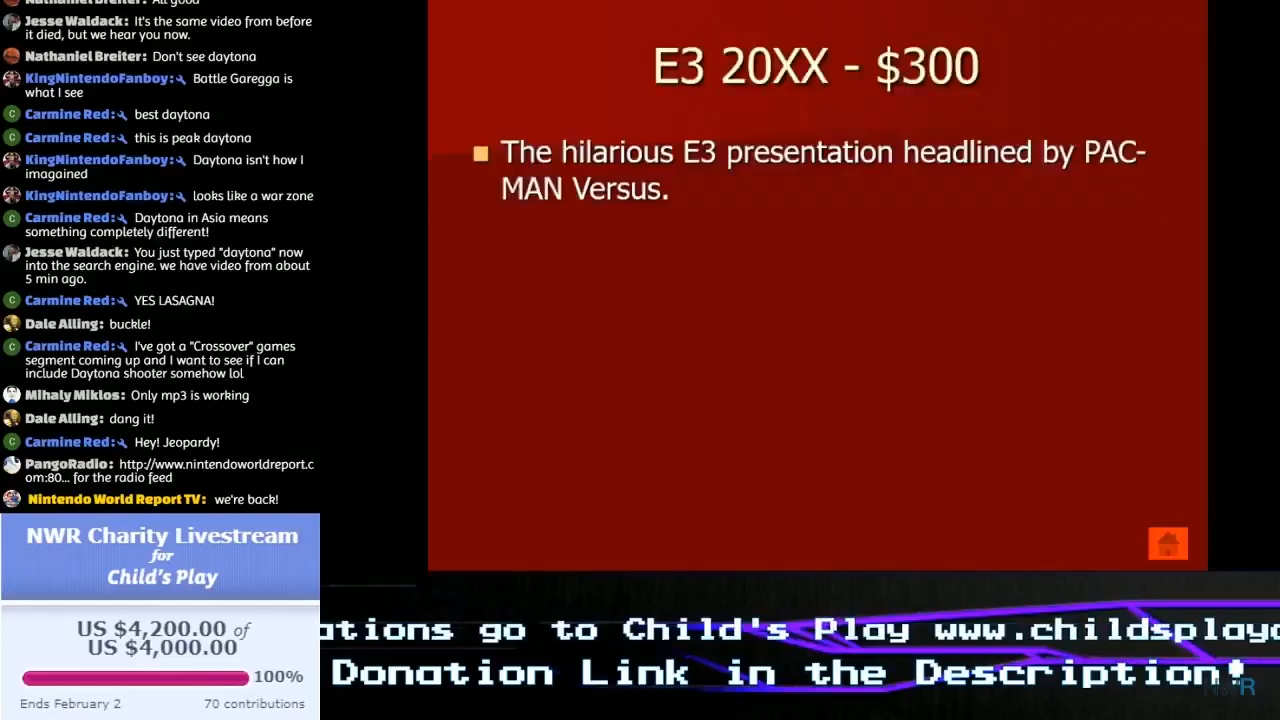 Nathaniel Breiter: All good
Jesse Waldack: It's the same video from before
it died, but we hear you now.
Nathaniel Breiter: Don't see daytona
KingNintendoFanboy: Battle Garegga is
what I see
Carmine Red: best daytona
Carmine Red: this is peak daytona
KingNintendoFanboy: Daytona isn't how I
imagained
KingNintendoFanboy: looks like a war zone
Carmine Red: Daytona in Asia means
something completely different!
Jesse Waldack: You just typed "daytona" now
into the search engine. we have video from about
5 min ago.
Carmine Red: YES LASAGNA!
Dale Alling: buckle!
Carmine Red: I've got a "Crossover" games
segment coming up and I want to see if I can
include Daytona shooter somehow lol
Mihaly Miklos: Only mp3 is working
Dale Alling: dang it!
Carmine Red: Hey! Jeopardy!
PangoRadio: http://www.nintendoworldreport.c
om:80... for the radio feed
Nintendo World Report TV: we're back!
NWR Charity Livestream
for
Child's Play
US $4,200.00 of
US $4,000.00
100%
Ends February 2 70 contributions
E3 20XX - $300
The hilarious E3 presentation headlined by PAC-
MAN Versus.
ations go to Child's Play www.childsplayc
Donation Link in the Description!
NWR